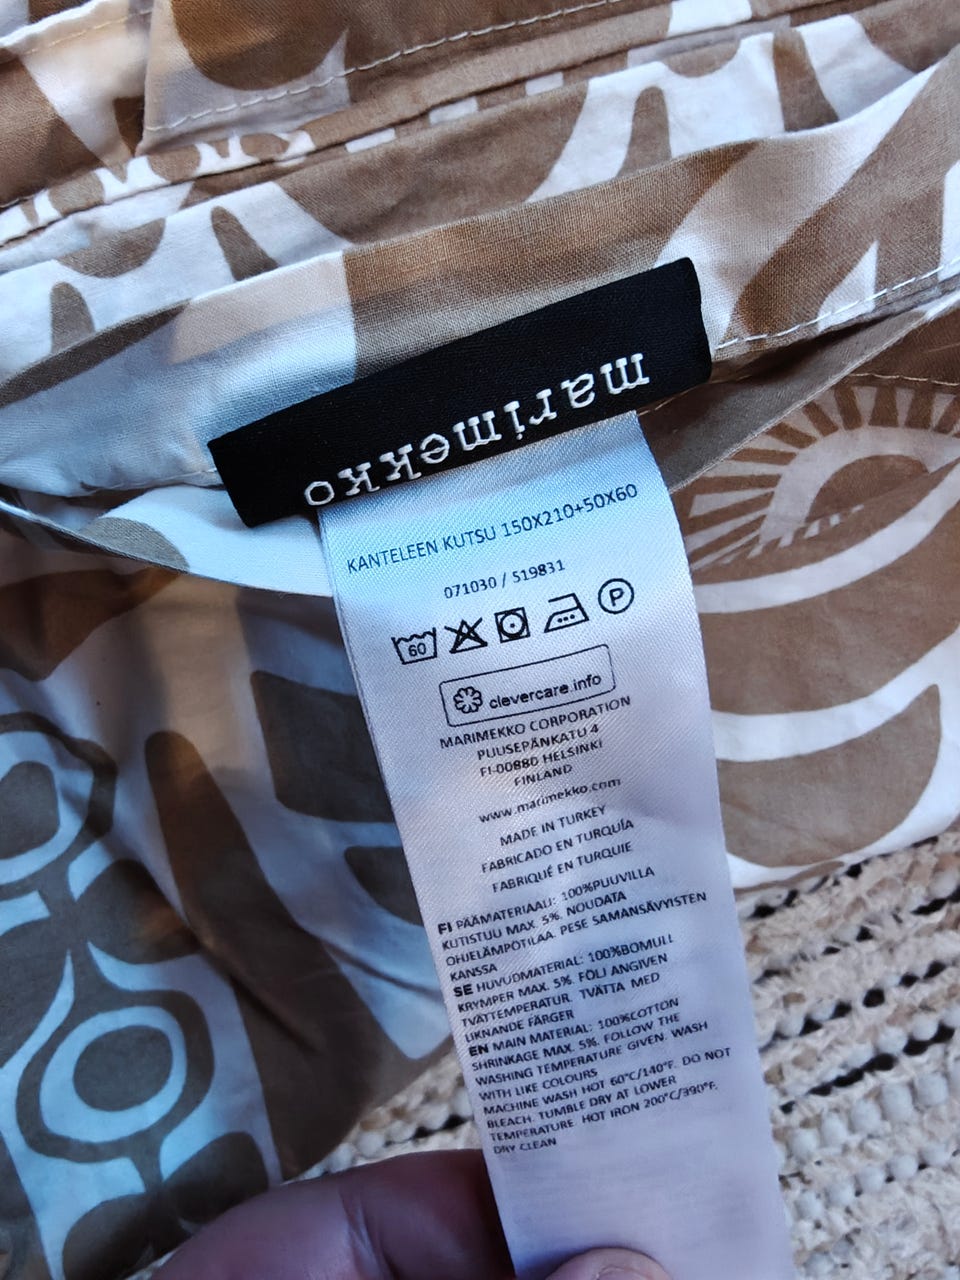 marimekko
KANTELEEN KUTSU 150X210+50X60
071030 / 519831
60 P
clevercare.info
MARIMEKKO CORPORATION
PUUSEPÄNKATU 4
FI-00880 HELSINKI
FINLAND
www.marimekko.com
MADE IN TURKEY
FABRICADO EN TURQUÍA
FABRIQUÉ EN TURQUIE
FI PÄÄMATERIAALI: 100%PUUVILLA
KUTISTUU MAX. 5%. NOUDATA
OHJELÄMPÖTILAA. PESE SAMANSÄVYISTEN
KANSSA
SE HUVUDMATERIAL: 100%BOMULL
KRYMPER MAX. 5%. FÖLJ ANGIVEN
TVÄTTEMPERATUR. TVÄTTA MED
LIKNANDE FÄRGER
EN MAIN MATERIAL: 100%COTTON
SHRINKAGE MAX. 5%. FOLLOW THE
WASHING TEMPERATURE GIVEN. WASH
WITH LIKE COLOURS
MACHINE WASH HOT 60°C/140°F. DO NOT
BLEACH. TUMBLE DRY AT LOWER
TEMPERATURE. HOT IRON 200°C/390°F.
DRY CLEAN